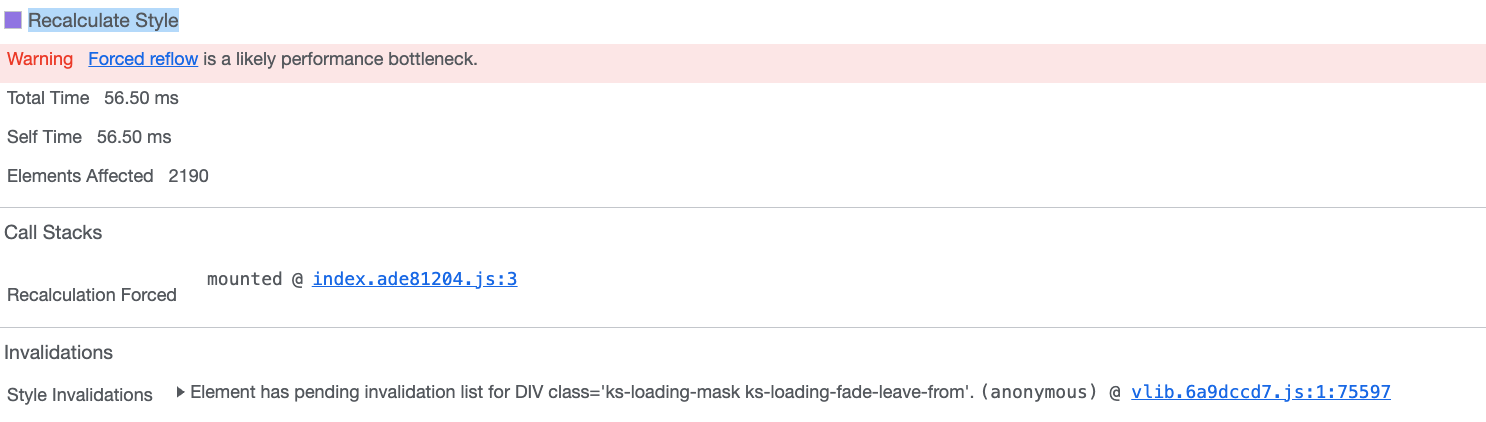 Recalculate Style
Warning Forced reflow is a likely performance bottleneck.
Total Time 56.50 ms
Self Time 56.50 ms
Elements Affected 2190
Call Stacks
mounted @ index.ade81204.js:3
Recalculation Forced
Invalidations
Style Invalidations Element has pending invalidation list for DIV class='ks-loading-mask ks-loading-fade-leave-from'. (anonymous) @ vlib.6a9dccd7.js:1:75597